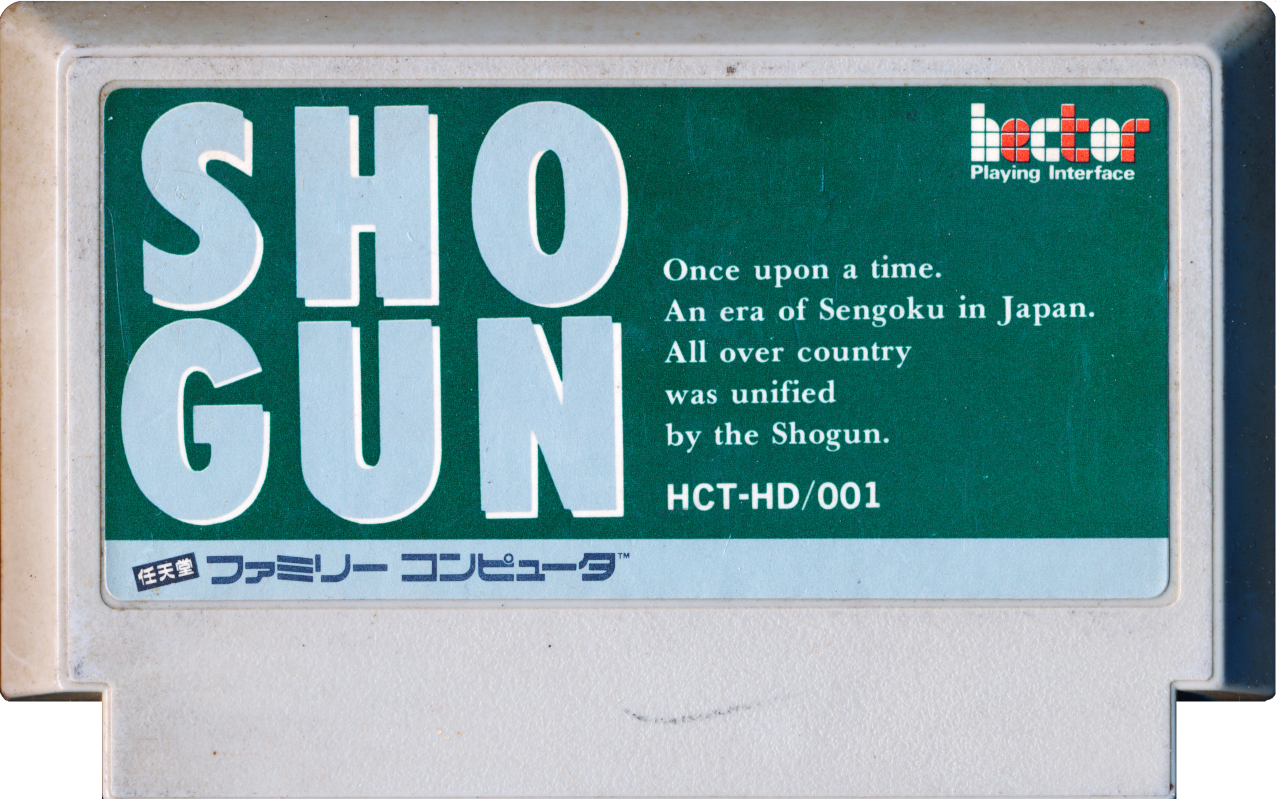 SHO
GUN
hector
Playing Interface
Once upon a time.
An era of Sengoku in Japan.
All over country
was unified
by the Shogun.
HCT-HD/001
任天堂 ファミリー コンピュータ™